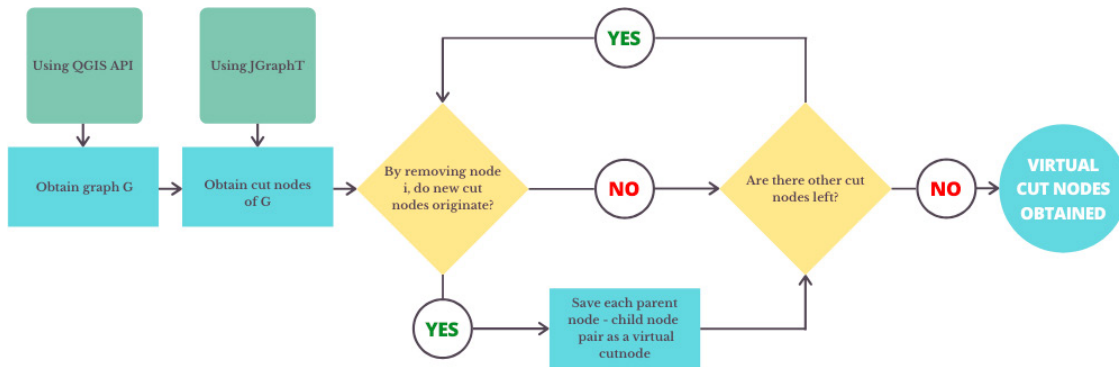 YES
Using QGIS API
Using JGraphT
Obtain graph G
Obtain cut nodes
of G
By removing node
i, do new cut
nodes originate?
NO
Are there other cut
nodes left?
NO
VIRTUAL
CUT NODES
OBTAINED
YES
Save each parent
node - child node
pair as a virtual
cutnode